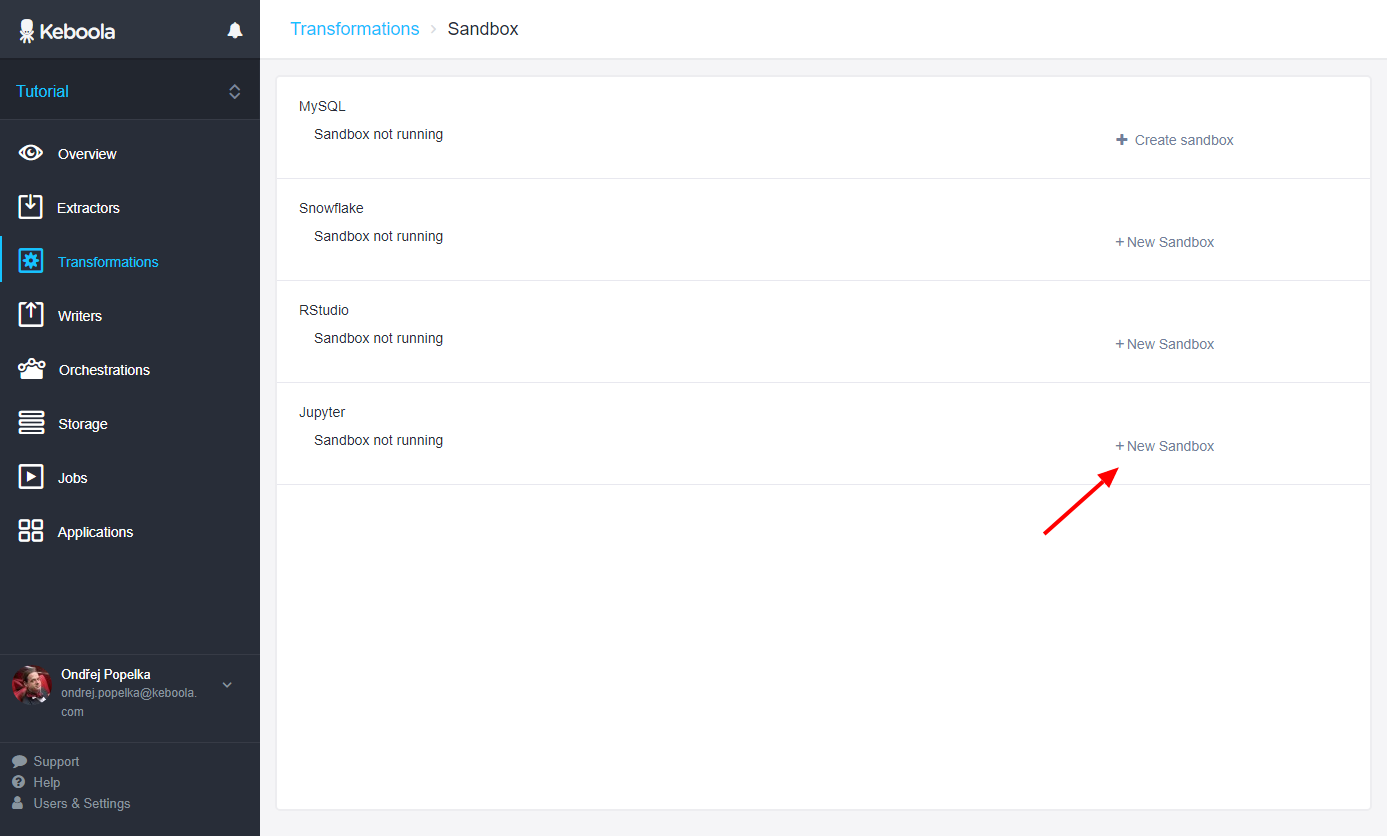 Keboola
Transformations › Sandbox
Tutorial
Overview
Extractors
Transformations
Writers
Orchestrations
Storage
Jobs
Applications
Ondřej Popelka
ondrej.popelka@keboola.
com
Support
Help
Users & Settings
MySQL
Sandbox not running
+ Create sandbox
Snowflake
Sandbox not running
+ New Sandbox
RStudio
Sandbox not running
+ New Sandbox
Jupyter
Sandbox not running
+ New Sandbox